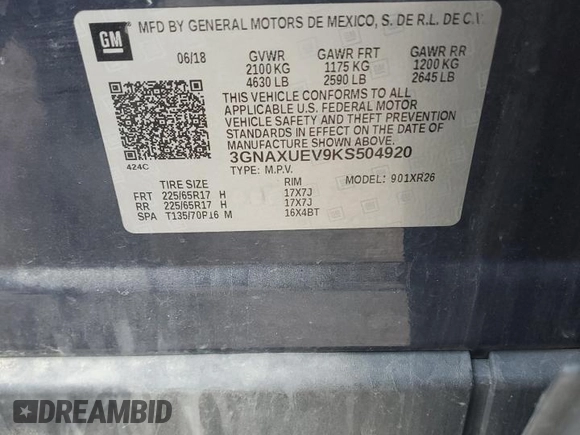 GM
MFD BY GENERAL MOTORS DE MEXICO, S. DE R.L. DE C.V.
06/18 GVWR GAWR FRT GAWR RR
2100 KG 1175 KG 1200 KG
4630 LB 2590 LB 2645 LB
THIS VEHICLE CONFORMS TO ALL
APPLICABLE U.S. FEDERAL MOTOR
VEHICLE SAFETY AND THEFT PREVENTION
STANDARDS IN EFFECT ON THE DATE OF
MANUFACTURE SHOWN ABOVE.
3GNAXUEV9KS504920
424C
TYPE: M.P.V. MODEL: 901XR26
TIRE SIZE RIM
FRT 225/65R17 H 17X7J
RR 225/65R17 H 17X7J
SPA T135/70R16 M 16X4BT
DREAMBID